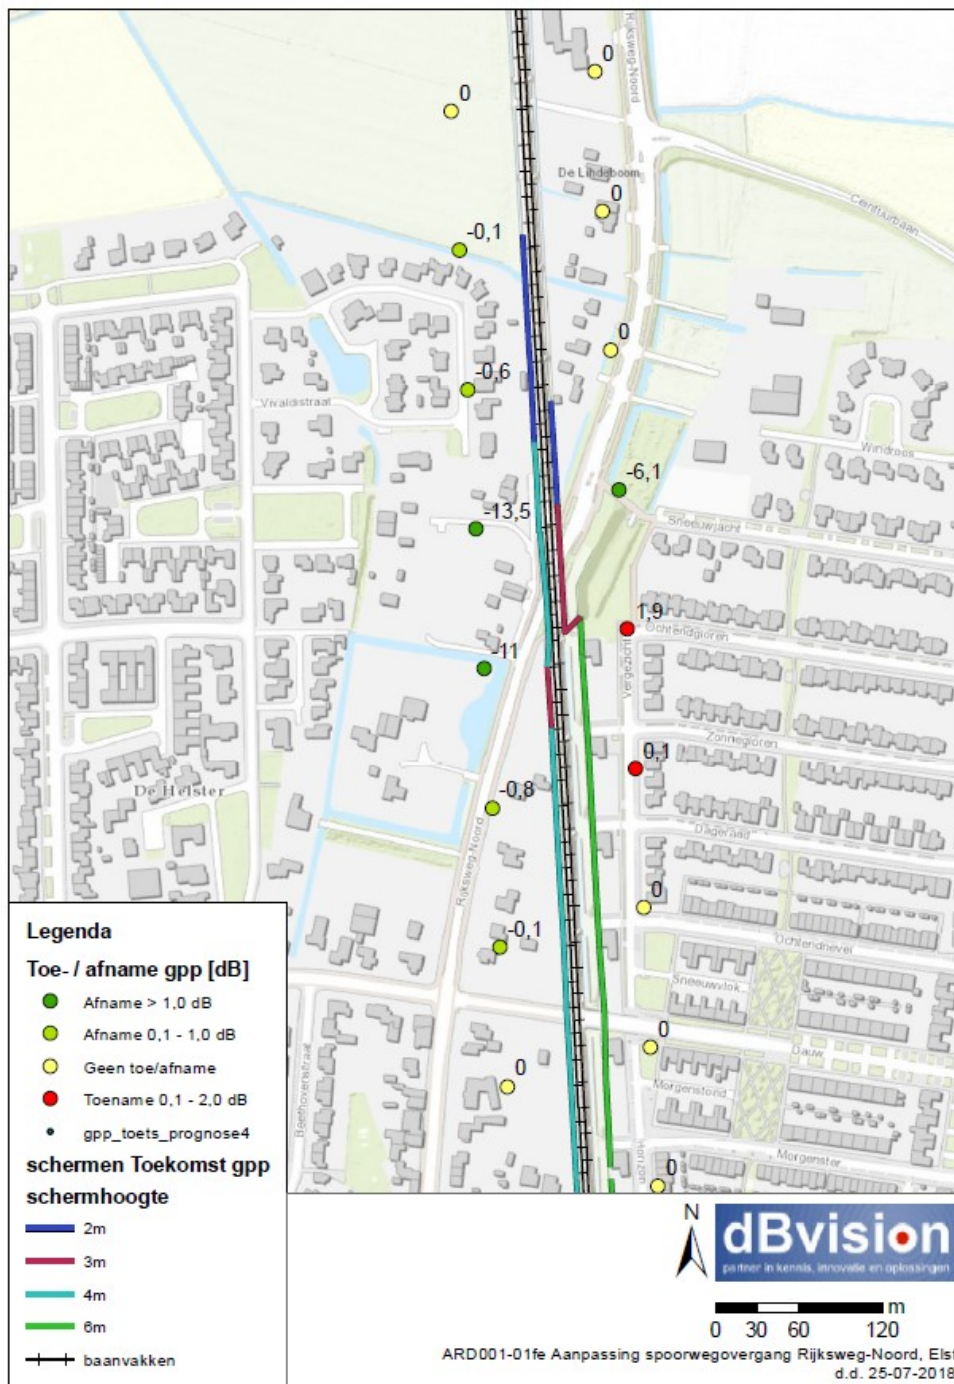 Rijksweg-Noord
0
0
De Lindeboom
0
Ceintuurbaan
-0,1
0
-0,6
Vivaldistraat
Windroos
-6,1
-13,5
Sneeuwjacht
1,9
Ochtendgloren
-11
Vergezicht
Zonnegloren
0,1
De Helster
-0,8
Dageraad
Rijksweg-Noord
0
-0,1
Ochtendnevel
Sneeuwvlok
0
Dauw
Beethovenstraat
0
Morgenstond
Morgenster
Horizon
0
Legenda
Toe- / afname gpp [dB]
Afname > 1,0 dB
Afname 0,1 - 1,0 dB
Geen toe/afname
Toename 0,1 - 2,0 dB
gpp_toets_prognose4
schermen Toekomst gpp
schermhoogte
2m
3m
4m
6m
baanvakken
N
dBvision
partner in kennis, innovatie en oplossingen
m
0 30 60 120
ARD001-01fe Aanpassing spoorwegovergang Rijksweg-Noord, Elst
d.d. 25-07-2018